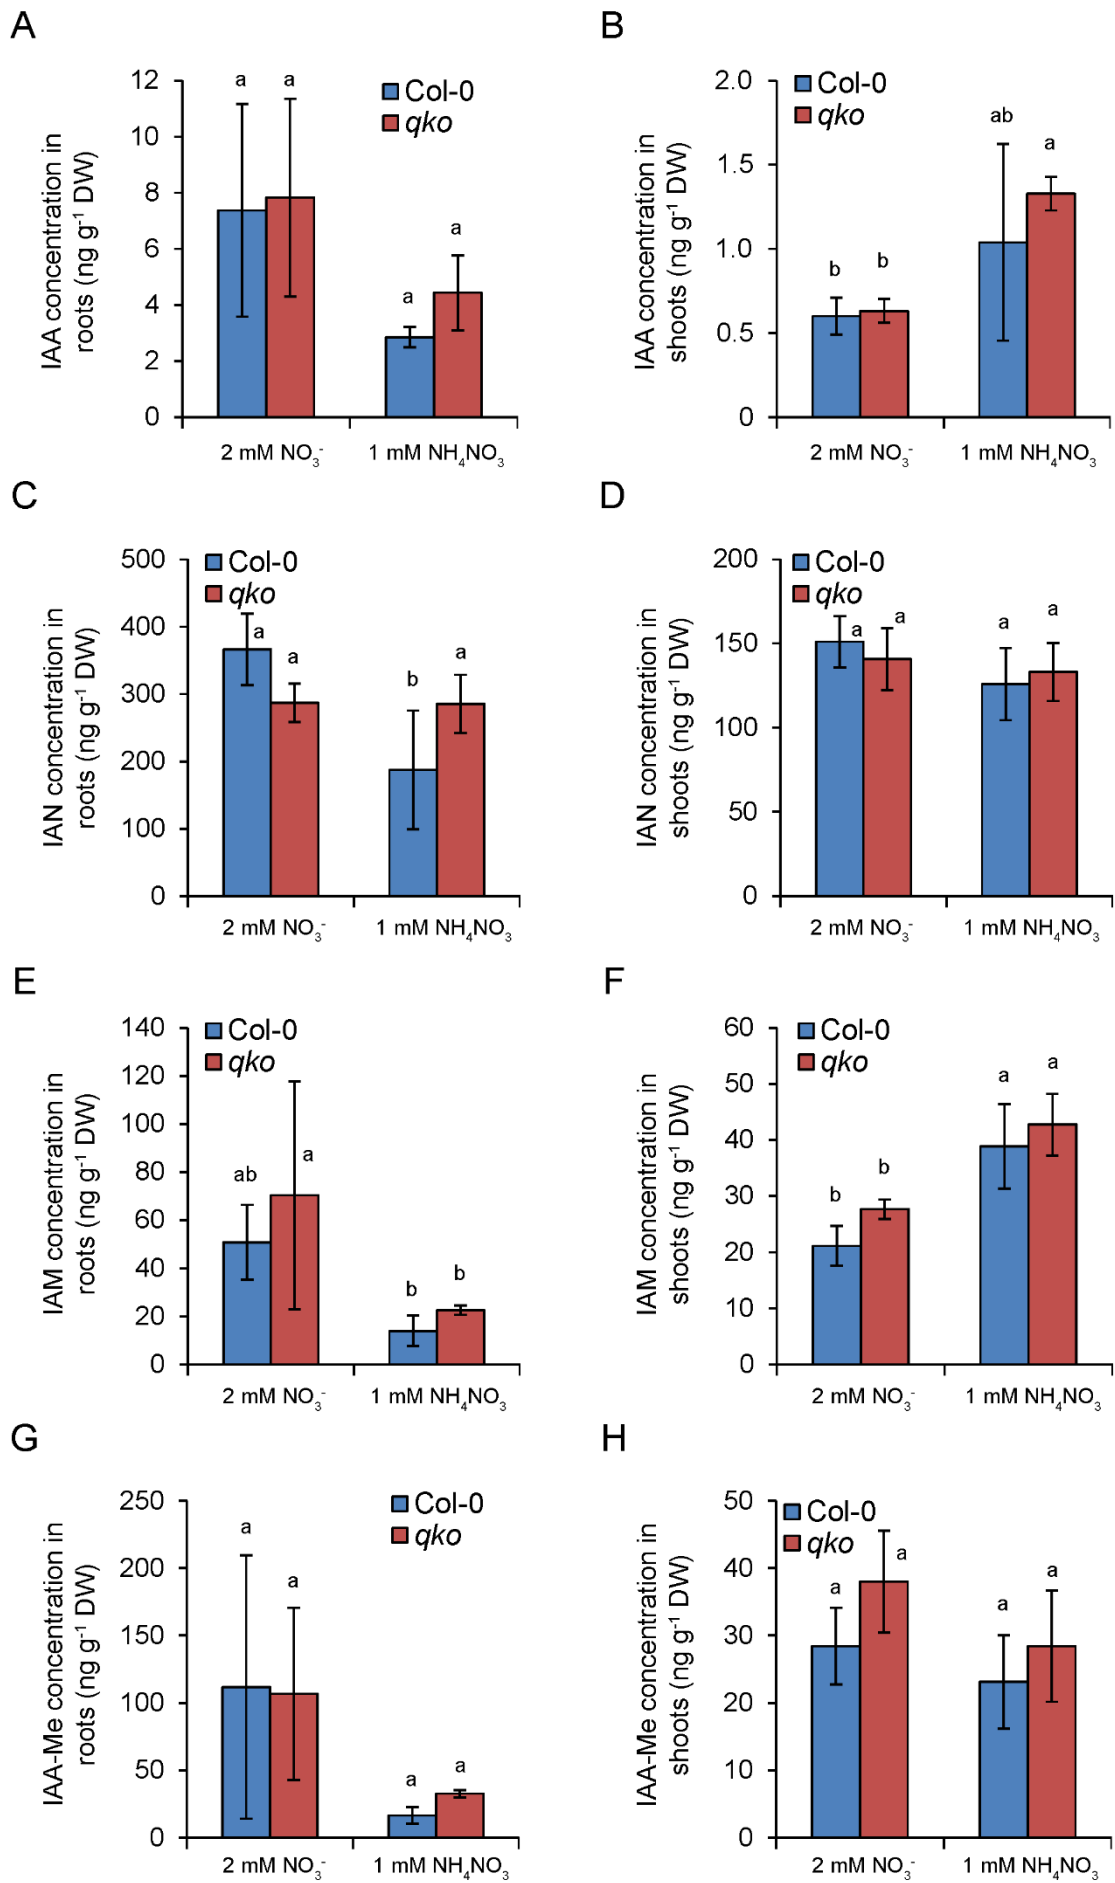 A
IAA concentration in
roots (ng g⁻¹ DW)
12
10
8
6
4
2
0
a
a
a
a
Col-0
qko
2 mM NO₃⁻
1 mM NH₄NO₃
B
IAA concentration in
shoots (ng g⁻¹ DW)
2.0
1.5
1.0
0.5
0
Col-0
qko
b
b
ab
a
2 mM NO₃⁻
1 mM NH₄NO₃
C
IAN concentration in
roots (ng g⁻¹ DW)
500
400
300
200
100
0
Col-0
qko
a
a
b
a
2 mM NO₃⁻
1 mM NH₄NO₃
D
IAN concentration in
shoots (ng g⁻¹ DW)
200
150
100
50
0
Col-0
qko
a
a
a
a
2 mM NO₃⁻
1 mM NH₄NO₃
E
IAM concentration in
roots (ng g⁻¹ DW)
140
120
100
80
60
40
20
0
Col-0
qko
ab
a
b
b
2 mM NO₃⁻
1 mM NH₄NO₃
F
IAM concentration in
shoots (ng g⁻¹ DW)
60
50
40
30
20
10
0
Col-0
qko
b
b
a
a
2 mM NO₃⁻
1 mM NH₄NO₃
G
IAA-Me concentration in
roots (ng g⁻¹ DW)
250
200
150
100
50
0
Col-0
qko
a
a
a
a
2 mM NO₃⁻
1 mM NH₄NO₃
H
IAA-Me concentration in
shoots (ng g⁻¹ DW)
50
40
30
20
10
0
Col-0
qko
a
a
a
a
2 mM NO₃⁻
1 mM NH₄NO₃